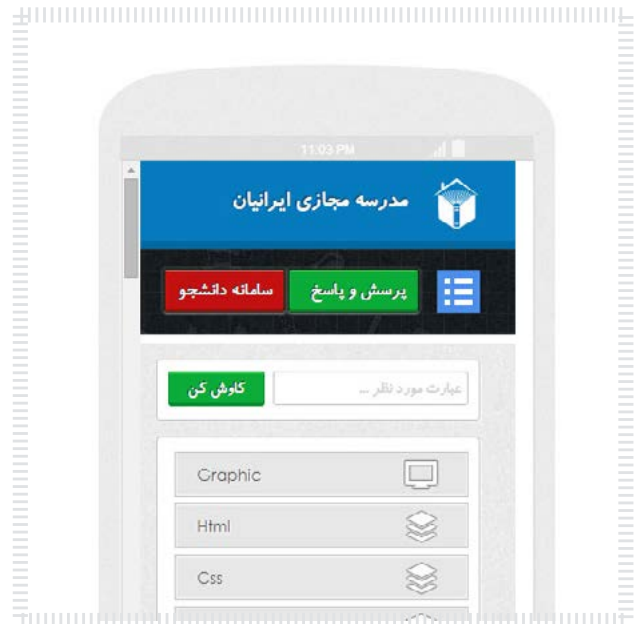 11:03 PM
مدرسه مجازی ایرانیان
پرسش و پاسخ
سامانه دانشجو
عبارت مورد نظر ...
کاوش کن
Graphic
Html
Css